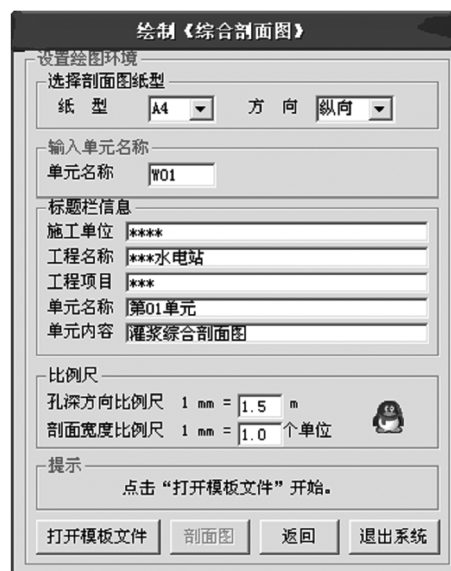 绘制《综合剖面图》
设置绘图环境
选择剖面图纸型
纸 型 A4 方 向 纵向
输入单元名称
单元名称 W01
标题栏信息
施工单位 ****
工程名称 ***水电站
工程项目 ***
单元名称 第01单元
单元内容 灌浆综合剖面图
比例尺
孔深方向比例尺 1 mm = 1.5 m
剖面宽度比例尺 1 mm = 1.0 个单位
提示
点击“打开模板文件”开始。
打开模板文件 剖面图 返回 退出系统